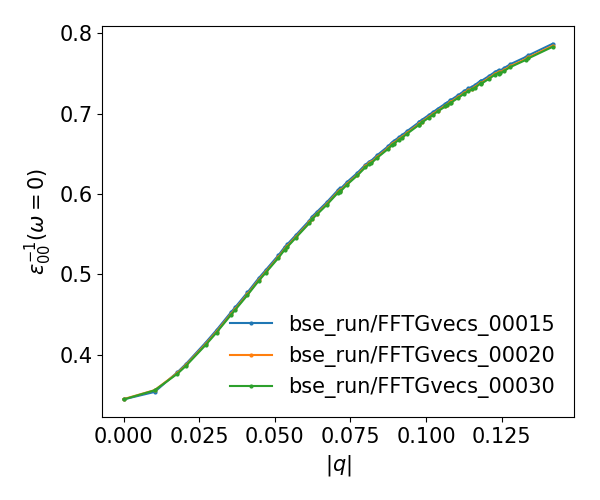 0.8
0.7
0.6
0.5
0.4
ε₀₀⁻¹(ω = 0)
bse_run/FFTGvecs_00015
bse_run/FFTGvecs_00020
bse_run/FFTGvecs_00030
0.000 0.025 0.050 0.075 0.100 0.125
|q|